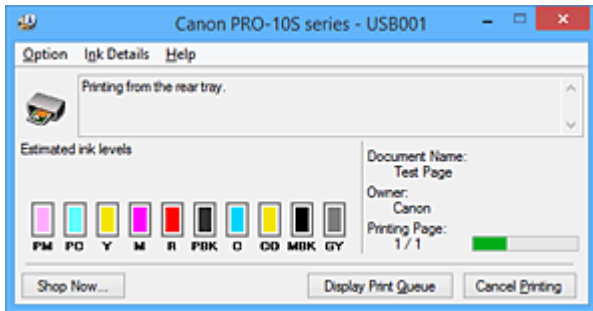 Canon PRO-10S series - USB001
Option Ink Details Help
Printing from the rear tray.
Estimated ink levels
Document Name:
Test Page
Owner:
Canon
Printing Page:
1 / 1
PM PC Y M R PBK C CO MBK GY
Shop Now... Display Print Queue Cancel Printing